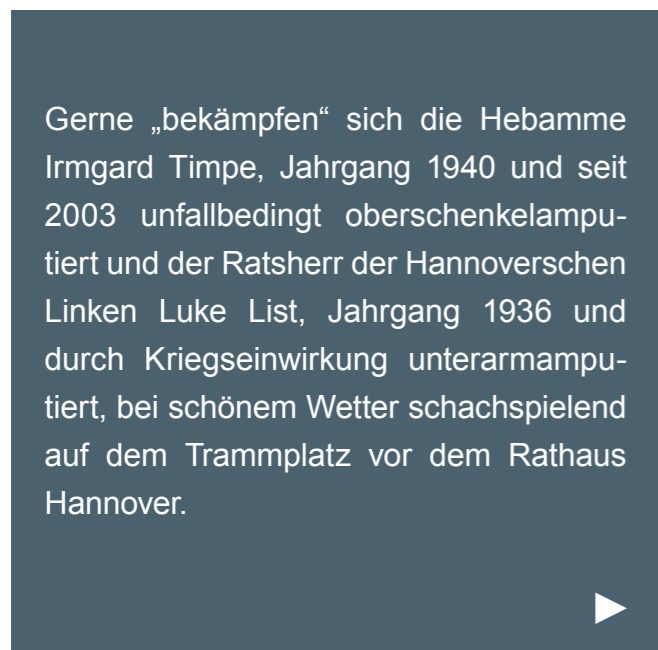 Gerne „bekämpfen“ sich die Hebamme
Irmgard Timpe, Jahrgang 1940 und seit
2003 unfallbedingt oberschenkelampu-
tiert und der Ratsherr der Hannoverschen
Linken Luke List, Jahrgang 1936 und
durch Kriegseinwirkung unterarmampu-
tiert, bei schönem Wetter schachspielend
auf dem Trammplatz vor dem Rathaus
Hannover.